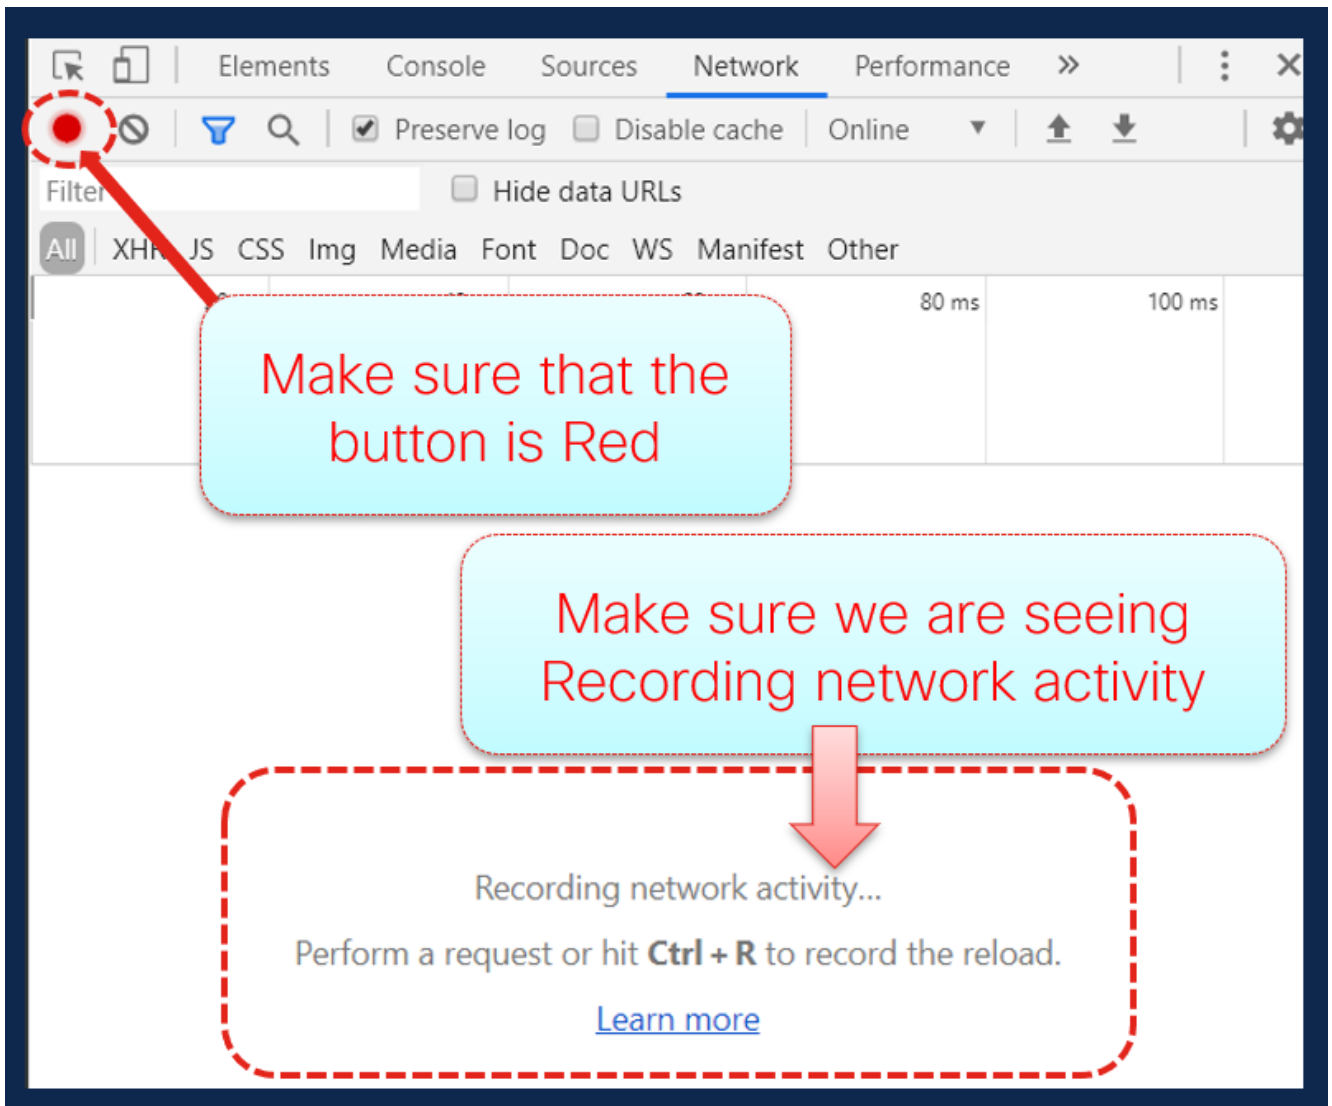 Elements Console Sources Network Performance »
Preserve log Disable cache Online
Filter Hide data URLs
All XHR JS CSS Img Media Font Doc WS Manifest Other
80 ms 100 ms
Make sure that the
button is Red
Make sure we are seeing
Recording network activity
Recording network activity...
Perform a request or hit Ctrl + R to record the reload.
Learn more